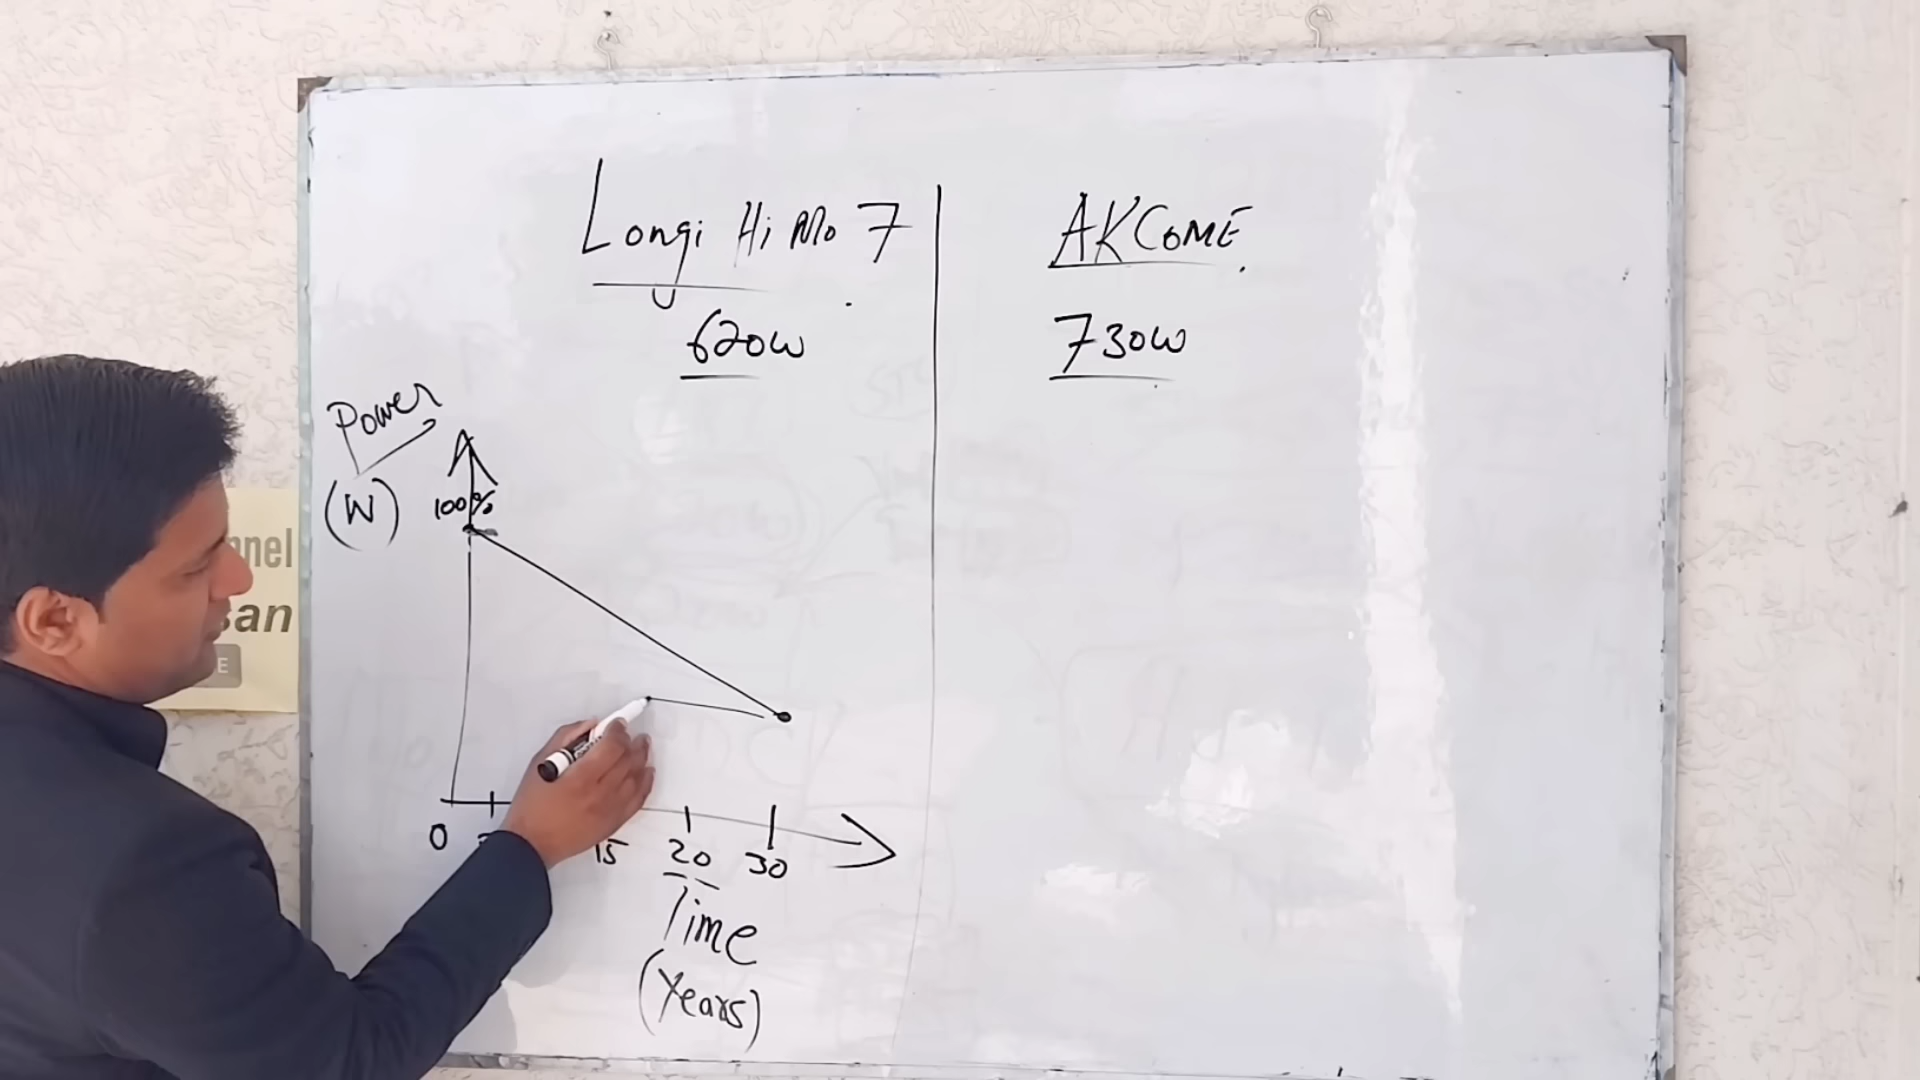 Longi Hi Mo 7
620W
AKCOME
730W
Power
(W)
100%
0
15
20
30
Time
(Years)